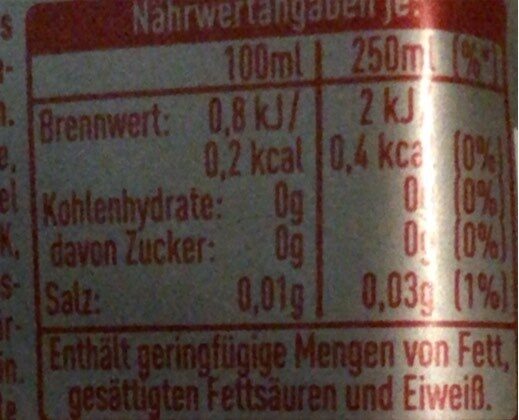 Nährwertangaben je:
100ml 250ml (%*)
Brennwert: 0,8 kJ/ 2 kJ/
0,2 kcal 0,4 kcal (0%)
Kohlenhydrate: 0g 0g (0%)
davon Zucker: 0g 0g (0%)
Salz: 0,01g 0,03g (1%)
Enthält geringfügige Mengen von Fett,
gesättigten Fettsäuren und Eiweiß.